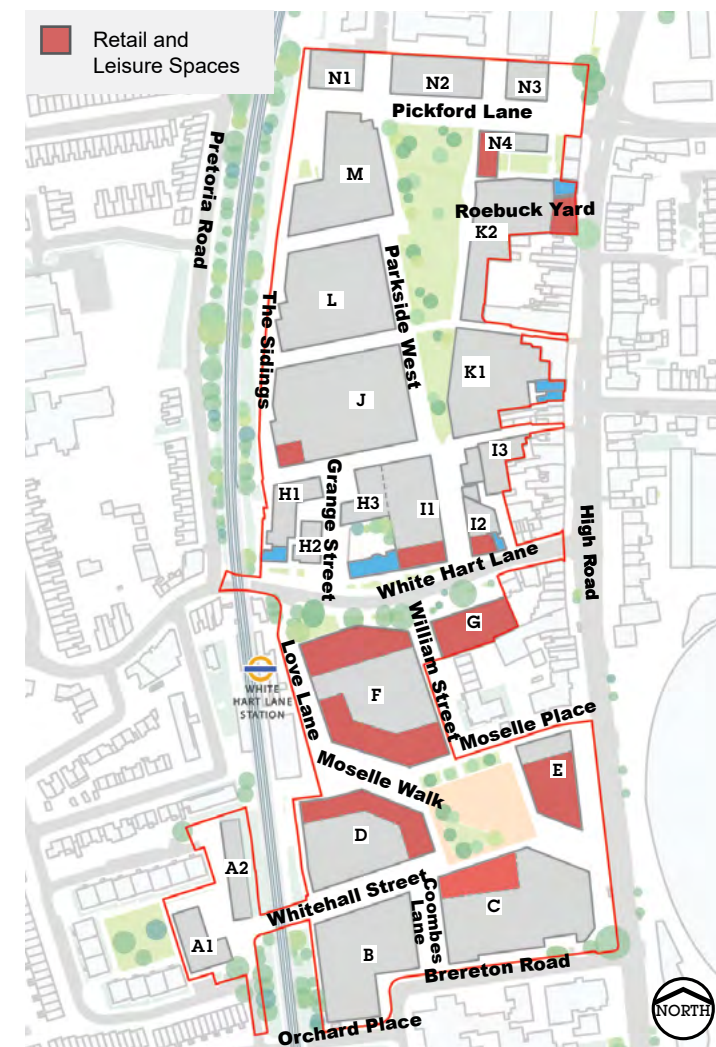 Retail and
Leisure Spaces
N1
N2
N3
Pickford Lane
N4
Pretoria Road
M
Roebuck Yard
K2
The Sidings
Parkside West
L
K1
J
I3
Grange Street
H1
H3
I1
I2
H2
High Road
White Hart Lane
G
William Street
Love Lane
WHITE
HART LANE
STATION
F
Moselle Place
Moselle Walk
E
D
A2
Whitehall Street
Coombes
Lane
C
A1
B
Brereton Road
Orchard Place
NORTH